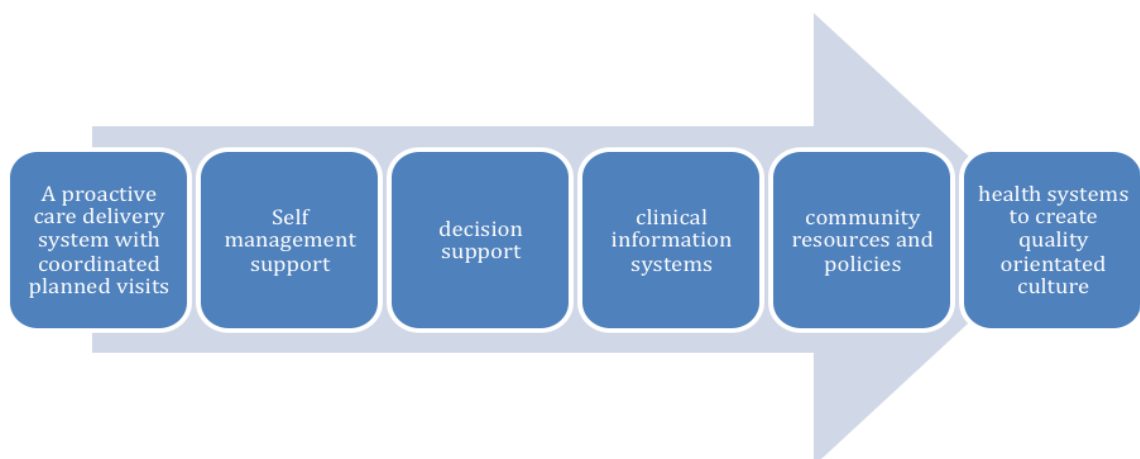 A proactive
care delivery
system with
coordinated
planned visits
Self
management
support
decision
support
clinical
information
systems
community
resources and
policies
health systems
to create
quality
orientated
culture